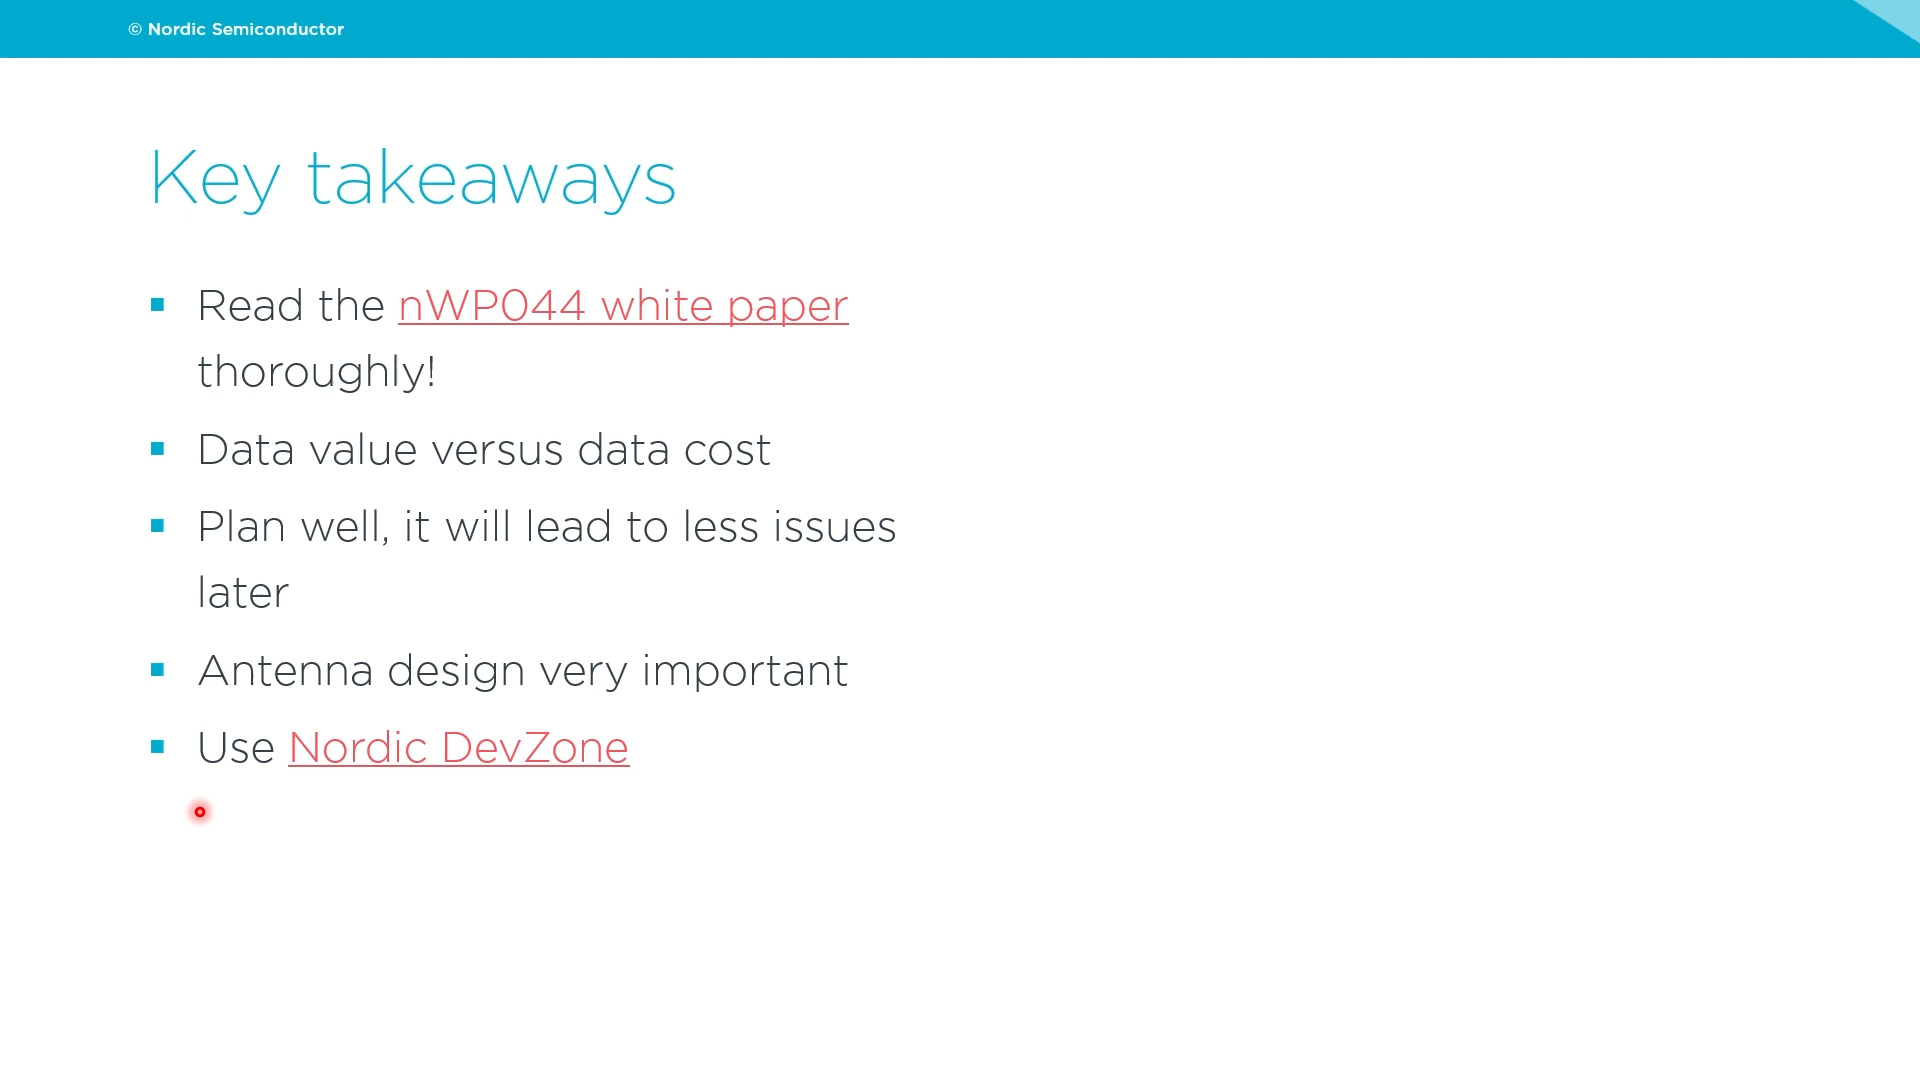 © Nordic Semiconductor
Key takeaways
Read the nWP044 white paper
thoroughly!
Data value versus data cost
Plan well, it will lead to less issues
later
Antenna design very important
Use Nordic DevZone